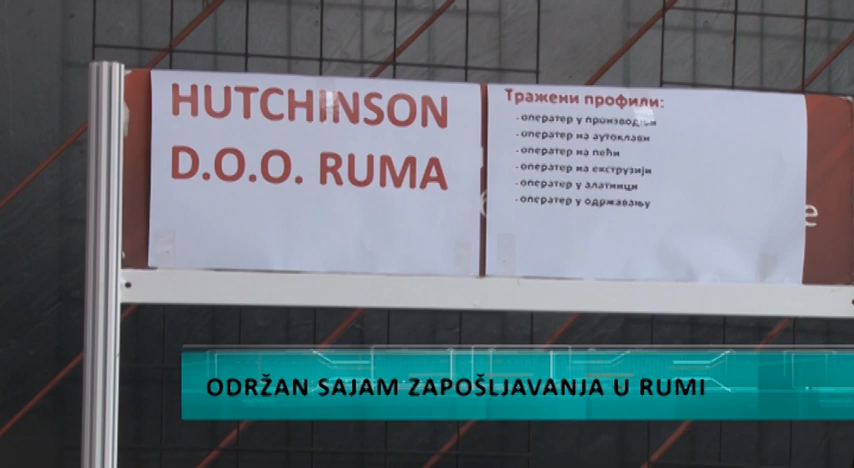 HUTCHINSON
D.O.O. RUMA
Тражени профили:
- оператер у производњи
- оператер на аутоклави
- оператер на пећи
- оператер на екструзији
- оператер у алатници
- оператер у одржавању
ODRŽAN SAJAM ZAPOŠLJAVANJA U RUMI